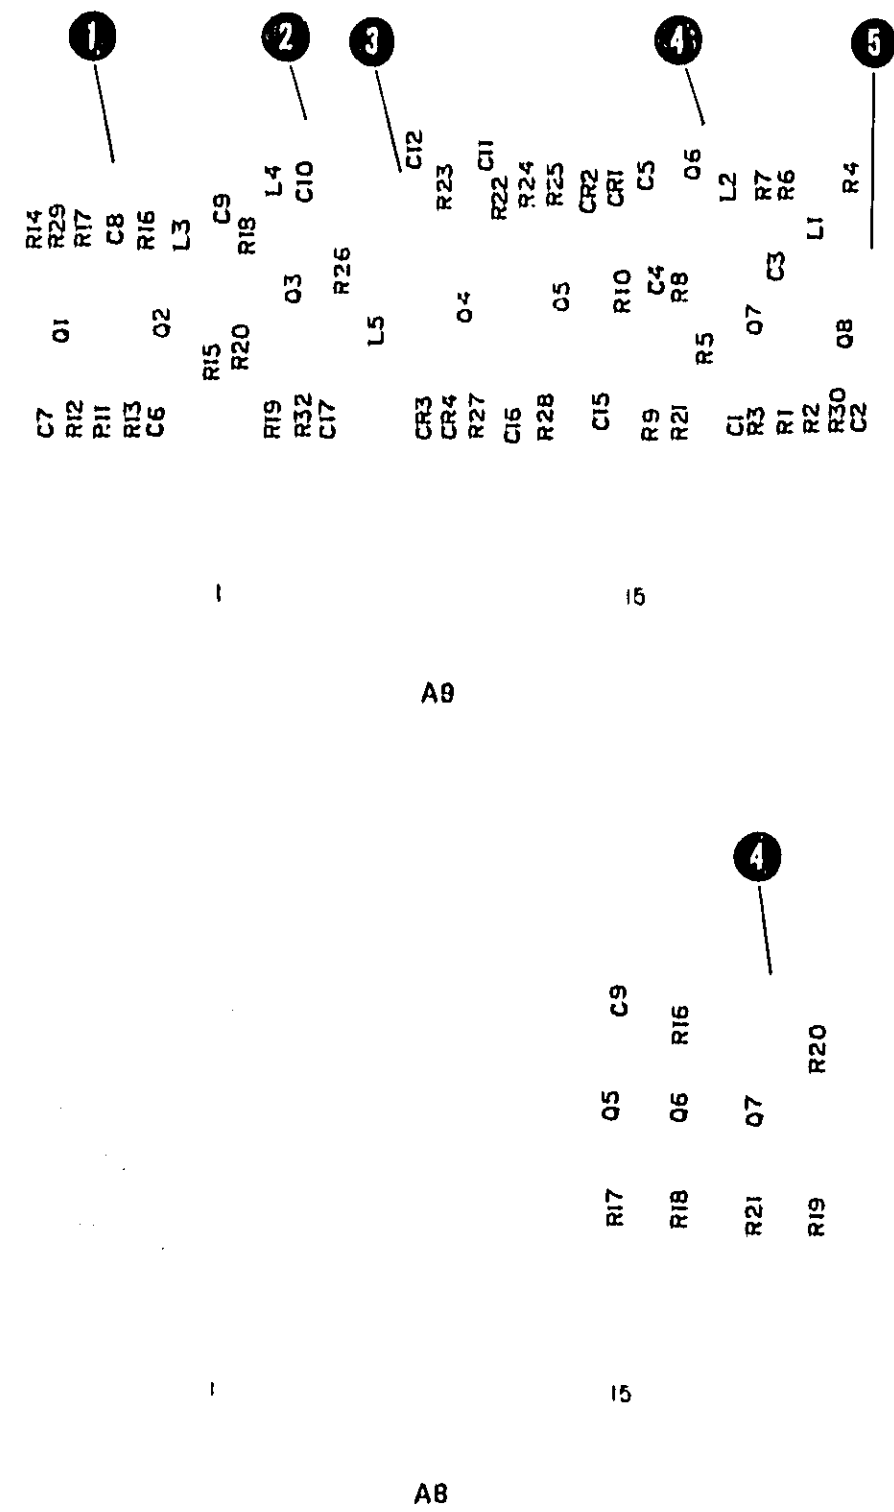 1 2 3 4 5
R14 R29 R17 C8 R16 L3 C9 R18 L4 C10 C12 R23 C11 R22 R24 R25 CR2 CR1 C5 Q6 L2 R7 R6 L1 R4
Q1 Q2 R15 R20 Q3 R26 L5 Q4 Q5 R10 C4 R8 R5 Q7 C3 Q8
C7 R12 R11 R13 C6 R19 R32 C17 CR3 CR4 R27 C16 R28 C15 R9 R21 C1 R3 R1 R2 R30 C2
1 15
A9
4
C9 R16 R20
Q5 Q6 Q7
R17 R18 R21 R19
1 15
A8